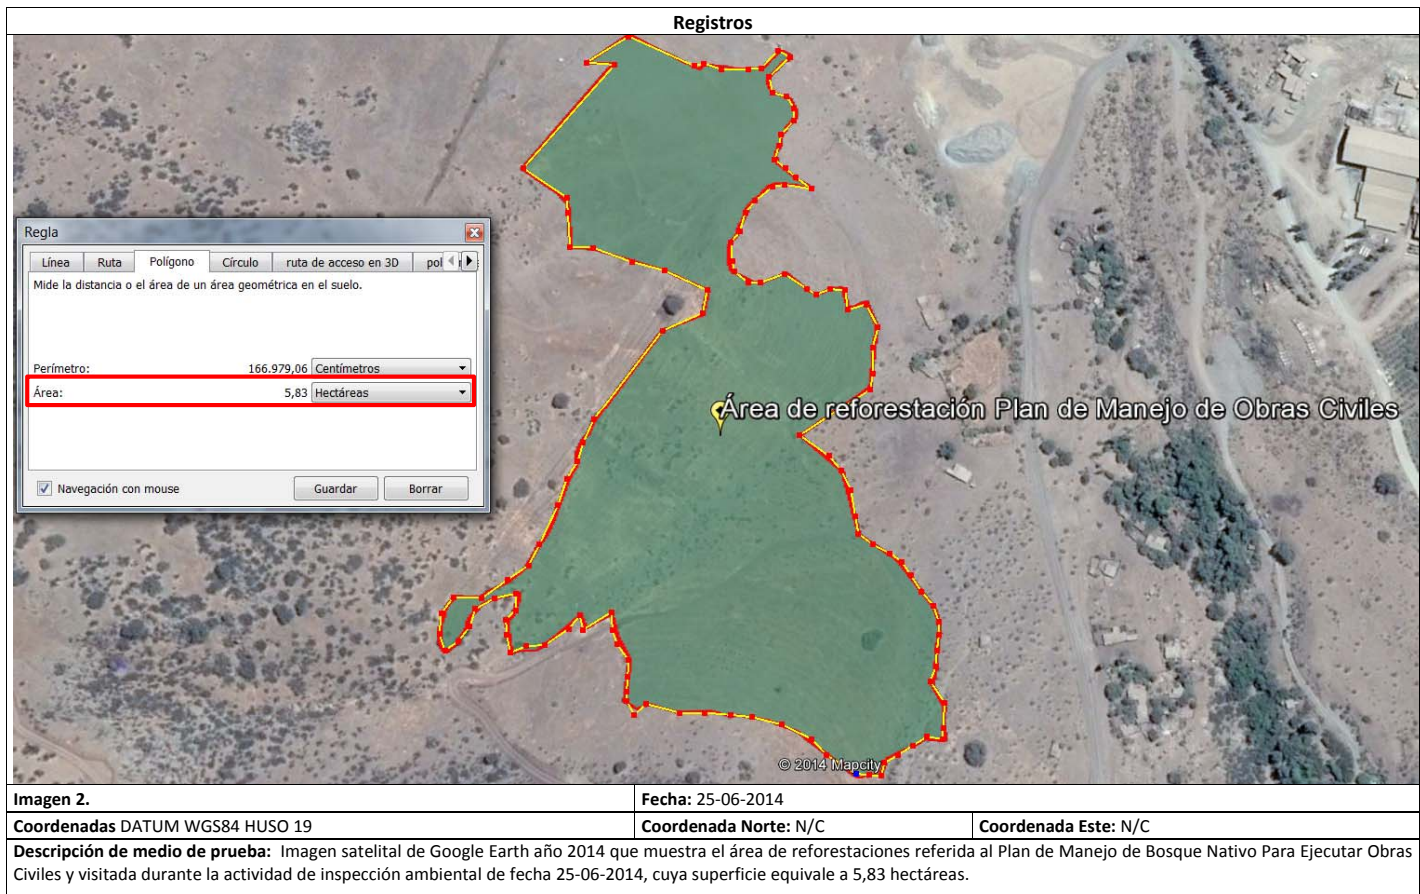 Registros
Regla
Línea Ruta Polígono Círculo ruta de acceso en 3D
Mide la distancia o el área de un área geométrica en el suelo.
Perímetro: 166.979,06 Centímetros
Área: 5,83 Hectáreas
Navegación con mouse Guardar Borrar
Área de reforestación Plan de Manejo de Obras Civiles
© 2014 Mapcity
Imagen 2. Fecha: 25-06-2014
Coordenadas DATUM WGS84 HUSO 19 Coordenada Norte: N/C Coordenada Este: N/C
Descripción de medio de prueba: Imagen satelital de Google Earth año 2014 que muestra el área de reforestaciones referida al Plan de Manejo de Bosque Nativo Para Ejecutar Obras
Civiles y visitada durante la actividad de inspección ambiental de fecha 25-06-2014, cuya superficie equivale a 5,83 hectáreas.